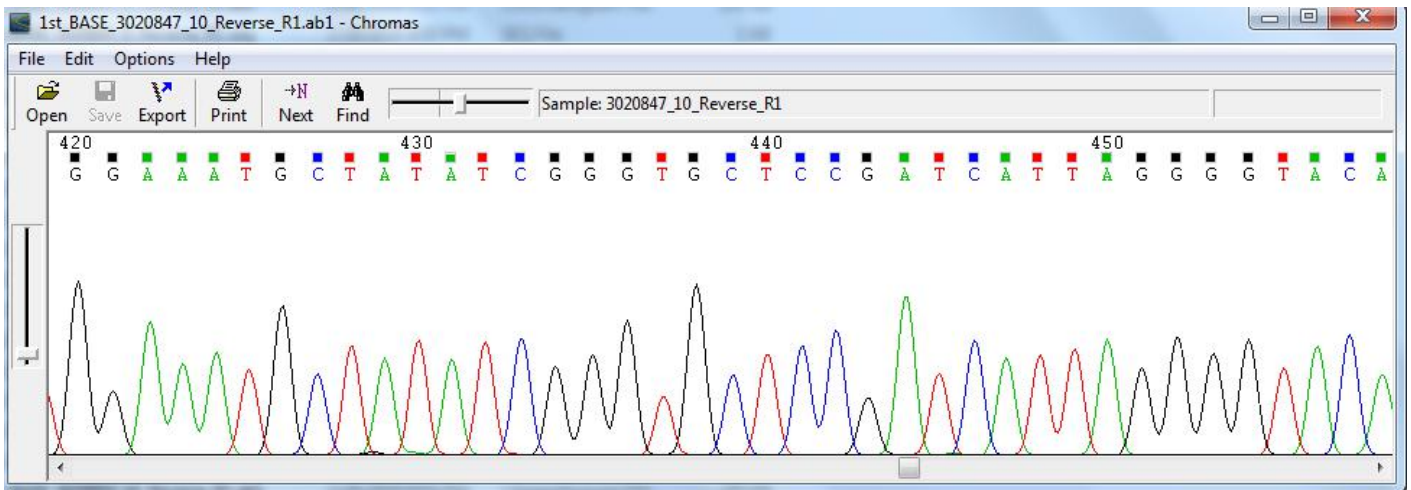 1st_BASE_3020847_10_Reverse_R1.ab1 - Chromas
File Edit Options Help
→N
Open Save Export Print Next Find Sample: 3020847_10_Reverse_R1
420 430 440 450
G G A A A T G C T A T A T C G G G T G C T C C G A T C A T T A G G G G T A C A